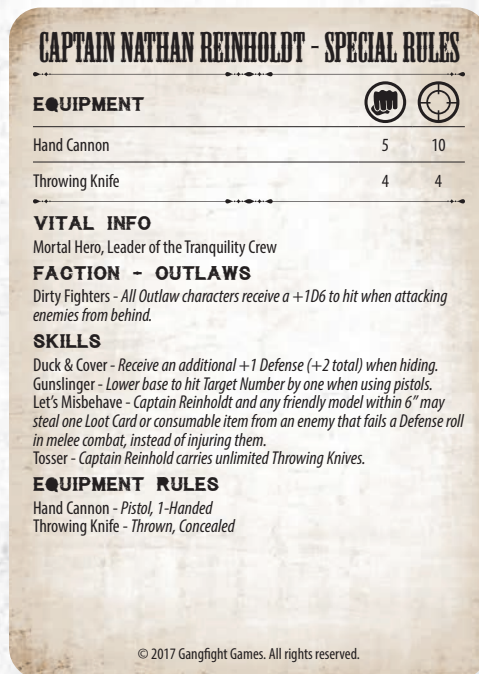 CAPTAIN NATHAN REINHOLDT - SPECIAL RULES
EQUIPMENT
Hand Cannon 5 10
Throwing Knife 4 4
VITAL INFO
Mortal Hero, Leader of the Tranquility Crew
FACTION - OUTLAWS
Dirty Fighters - All Outlaw characters receive a +1D6 to hit when attacking
enemies from behind.
SKILLS
Duck & Cover - Receive an additional +1 Defense (+2 total) when hiding.
Gunslinger - Lower base to hit Target Number by one when using pistols.
Let's Misbehave - Captain Reinholdt and any friendly model within 6" may
steal one Loot Card or consumable item from an enemy that fails a Defense roll
in melee combat, instead of injuring them.
Tosser - Captain Reinhold carries unlimited Throwing Knives.
EQUIPMENT RULES
Hand Cannon - Pistol, 1-Handed
Throwing Knife - Thrown, Concealed
© 2017 Gangfight Games. All rights reserved.